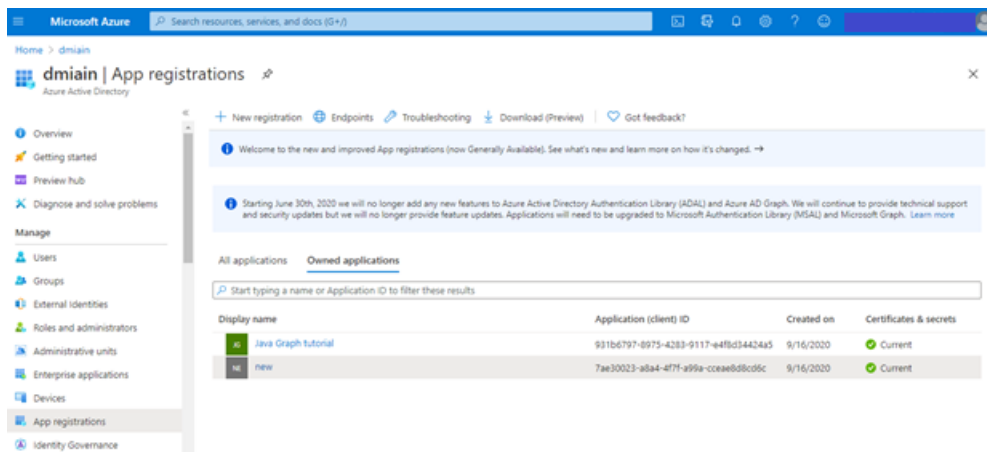 Microsoft Azure
Search resources, services, and docs (G+/)
Home > dmiain
dmiain | App registrations
Azure Active Directory
Overview
Getting started
Preview hub
Diagnose and solve problems
Manage
Users
Groups
External Identities
Roles and administrators
Administrative units
Enterprise applications
Devices
App registrations
Identity Governance
New registration Endpoints Troubleshooting Download (Preview) Got feedback?
Welcome to the new and improved App registrations (now Generally Available). See what's new and learn more on how it's changed. →
Starting June 30th, 2020 we will no longer add any new features to Azure Active Directory Authentication Library (ADAL) and Azure AD Graph. We will continue to provide technical support
and security updates but we will no longer provide feature updates. Applications will need to be upgraded to Microsoft Authentication Library (MSAL) and Microsoft Graph. Learn more
All applications Owned applications
Start typing a name or Application ID to filter these results
Display name Application (client) ID Created on Certificates & secrets
JG Java Graph tutorial 931b6797-8975-4283-9117-e4f8d34424a5 9/16/2020 Current
NE new 7ae30023-a8a4-4f7f-a99a-cceae8d8cd6c 9/16/2020 Current